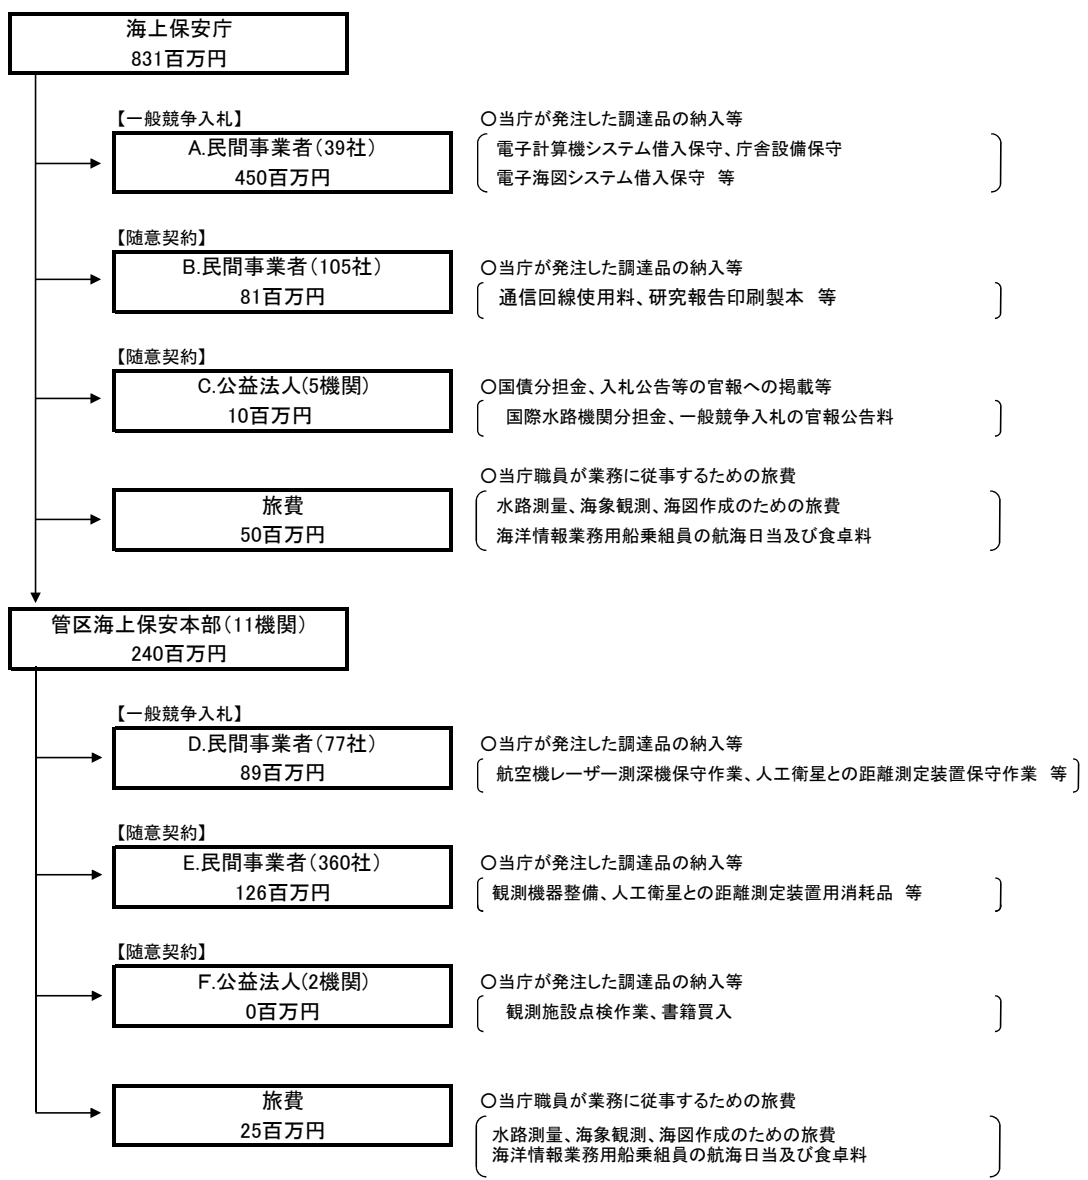 海上保安庁
831百万円
【一般競争入札】
A.民間事業者(39社)
450百万円
○当庁が発注した調達品の納入等
電子計算機システム借入保守、庁舎設備保守
電子海図システム借入保守 等
【随意契約】
B.民間事業者(105社)
81百万円
○当庁が発注した調達品の納入等
通信回線使用料、研究報告印刷製本 等
【随意契約】
C.公益法人(5機関)
10百万円
○国債分担金、入札公告等の官報への掲載等
国際水路機関分担金、一般競争入札の官報公告料
旅費
50百万円
○当庁職員が業務に従事するための旅費
水路測量、海象観測、海図作成のための旅費
海洋情報業務用船乗組員の航海日当及び食卓料
管区海上保安本部(11機関)
240百万円
【一般競争入札】
D.民間事業者(77社)
89百万円
○当庁が発注した調達品の納入等
航空機レーザー測深機保守作業、人工衛星との距離測定装置保守作業 等
【随意契約】
E.民間事業者(360社)
126百万円
○当庁が発注した調達品の納入等
観測機器整備、人工衛星との距離測定装置用消耗品 等
【随意契約】
F.公益法人(2機関)
0百万円
○当庁が発注した調達品の納入等
観測施設点検作業、書籍買入
旅費
25百万円
○当庁職員が業務に従事するための旅費
水路測量、海象観測、海図作成のための旅費
海洋情報業務用船乗組員の航海日当及び食卓料